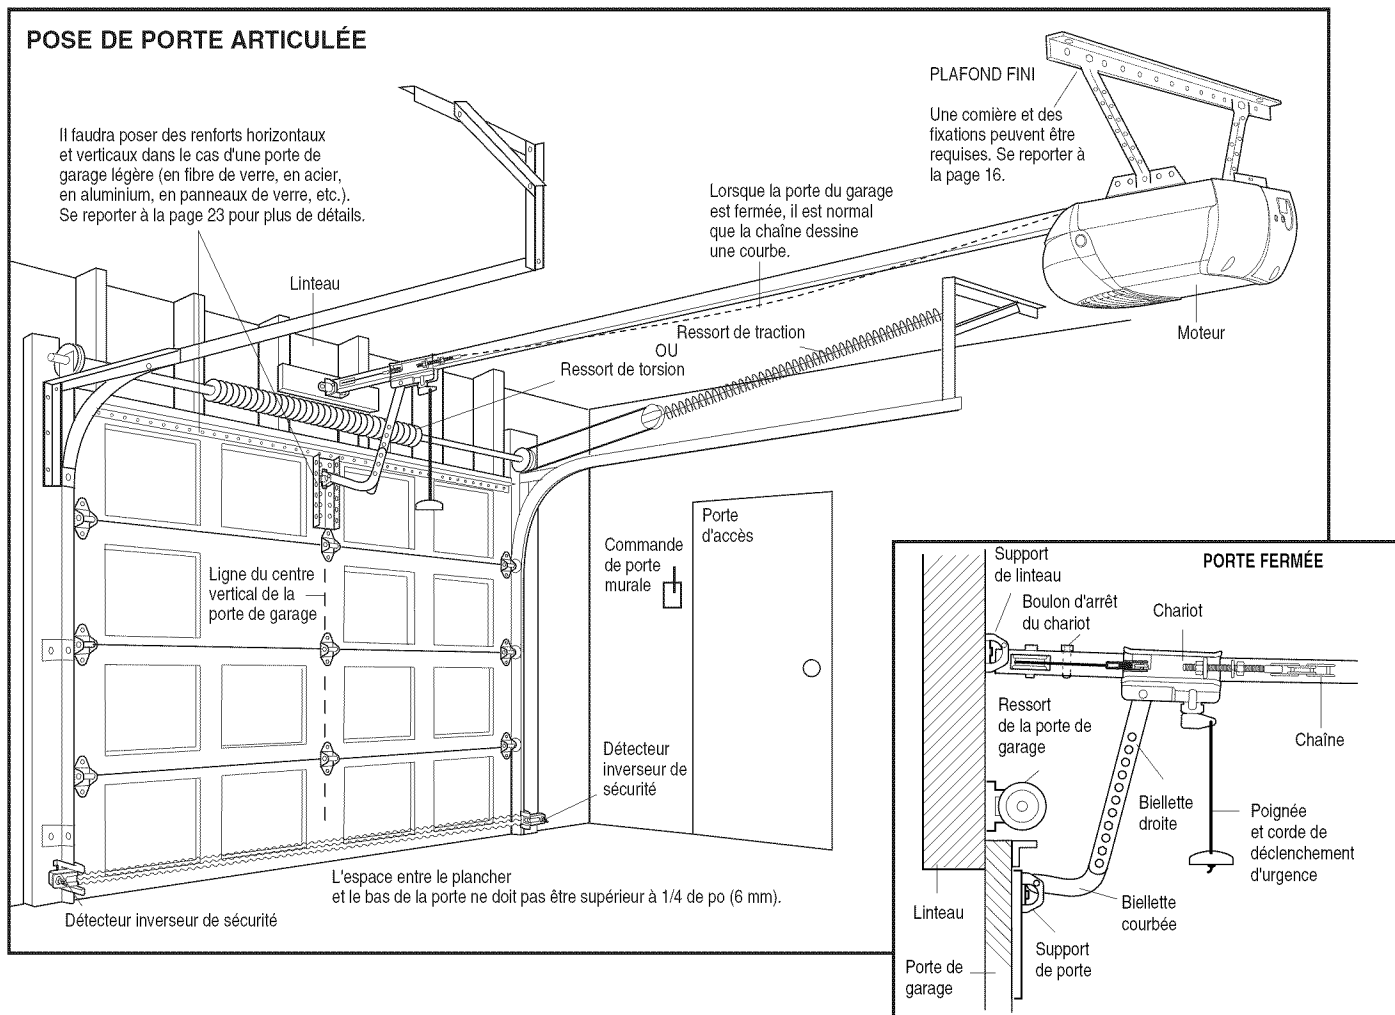 POSE DE PORTE ARTICULÉE
Il faudra poser des renforts horizontaux
et verticaux dans le cas d'une porte de
garage légère (en fibre de verre, en acier,
en aluminium, en panneaux de verre, etc.).
Se reporter à la page 23 pour plus de détails.
Linteau
PLAFOND FINI
Une comière et des
fixations peuvent être
requises. Se reporter à
la page 16.
Lorsque la porte du garage
est fermée, il est normal
que la chaîne dessine
une courbe.
Moteur
Ressort de traction
OU
Ressort de torsion
Porte
d'accès
Commande
de porte
murale
Ligne du centre
vertical de la
porte de garage
Détecteur
inverseur de
sécurité
L'espace entre le plancher
et le bas de la porte ne doit pas être supérieur à 1/4 de po (6 mm).
Détecteur inverseur de sécurité
PORTE FERMÉE
Support
de linteau
Boulon d'arrêt
du chariot
Chariot
Ressort
de la porte de
garage
Chaîne
Biellette
droite
Poignée
et corde de
déclenchement
d'urgence
Biellette
courbée
Linteau
Support
de porte
Porte de
garage